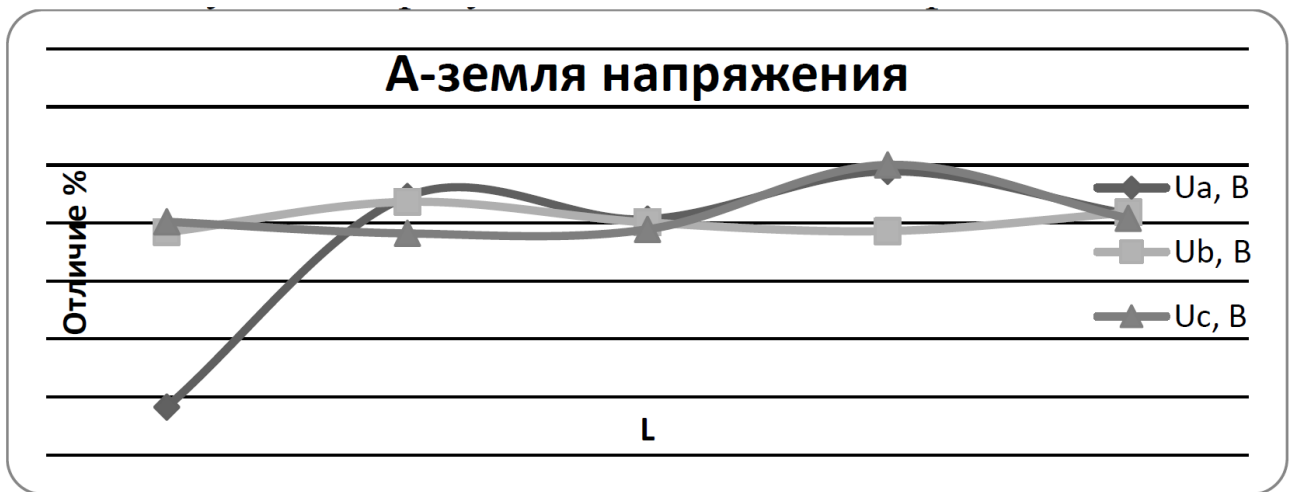 А-земля напряжения
Отличие %
L
Ua, В
Ub, В
Uc, В